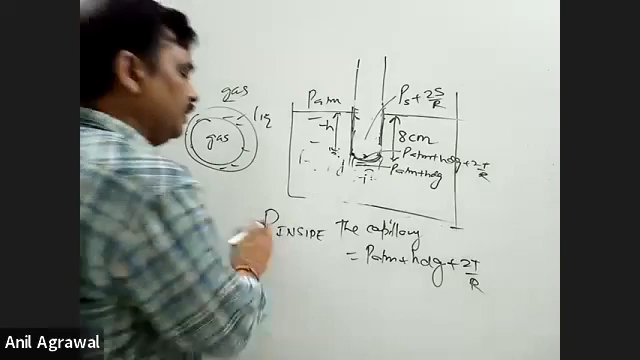 gas
liq
gas
Patm
h
Ps + 2S/R
8cm
Patm+hdg+2T/R
Patm+hdg
PINSIDE The capillary
= Patm+hdg+2T/R
Anil Agrawal